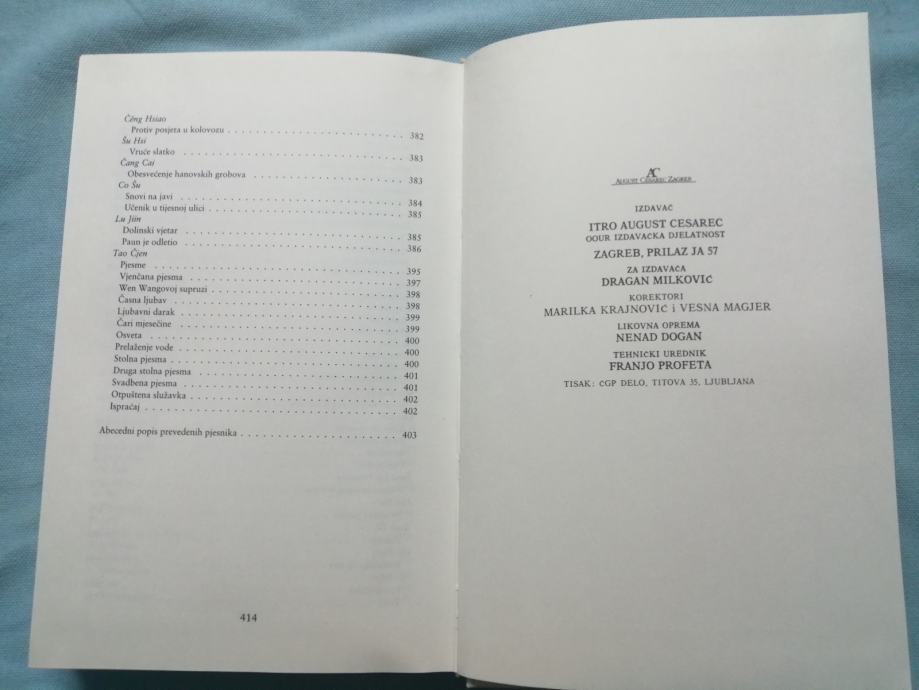 Čêng Hsiao
Protiv posjeta u kolovozu . . . . . . . . . . . . . . . . . . . . . . . . 382
Šu Hsi
Vruće slatko . . . . . . . . . . . . . . . . . . . . . . . . . . . . . . . . 383
Čang Cai
Obesvećenje hanovskih grobova . . . . . . . . . . . . . . . . . . . . 383
Co Šu
Snovi na javi . . . . . . . . . . . . . . . . . . . . . . . . . . . . . . . . 384
Učenik u tijesnoj ulici . . . . . . . . . . . . . . . . . . . . . . . . . . 385
Lu Jiin
Dolinski vjetar . . . . . . . . . . . . . . . . . . . . . . . . . . . . . . 385
Paun je odletio . . . . . . . . . . . . . . . . . . . . . . . . . . . . . . 386
Tao Čjen
Pjesme . . . . . . . . . . . . . . . . . . . . . . . . . . . . . . . . . . . 395
Vjenčana pjesma . . . . . . . . . . . . . . . . . . . . . . . . . . . . . 397
Wen Wangovoj supruzi . . . . . . . . . . . . . . . . . . . . . . . . . 398
Časna ljubav . . . . . . . . . . . . . . . . . . . . . . . . . . . . . . . 398
Ljubavni darak . . . . . . . . . . . . . . . . . . . . . . . . . . . . . . 399
Čari mjesečine . . . . . . . . . . . . . . . . . . . . . . . . . . . . . . 399
Osveta . . . . . . . . . . . . . . . . . . . . . . . . . . . . . . . . . . . 400
Prelaženje vode . . . . . . . . . . . . . . . . . . . . . . . . . . . . . . 400
Stolna pjesma . . . . . . . . . . . . . . . . . . . . . . . . . . . . . . . 400
Druga stolna pjesma . . . . . . . . . . . . . . . . . . . . . . . . . . . 401
Svadbena pjesma . . . . . . . . . . . . . . . . . . . . . . . . . . . . . 401
Otpuštena služavka . . . . . . . . . . . . . . . . . . . . . . . . . . . 402
Ispraćaj . . . . . . . . . . . . . . . . . . . . . . . . . . . . . . . . . . . 402
Abecedni popis prevedenih pjesnika . . . . . . . . . . . . . . . . . . 403
414
AC
AUGUST CESAREC ZAGREB
IZDAVAČ
ITRO AUGUST CESAREC
OOUR IZDAVAČKA DJELATNOST
ZAGREB, PRILAZ JA 57
ZA IZDAVAČA
DRAGAN MILKOVIĆ
KOREKTORI
MARILKA KRAJNOVIĆ i VESNA MAGJER
LIKOVNA OPREMA
NENAD DOGAN
TEHNIČKI UREDNIK
FRANJO PROFETA
TISAK: CGP DELO, TITOVA 35, LJUBLJANA